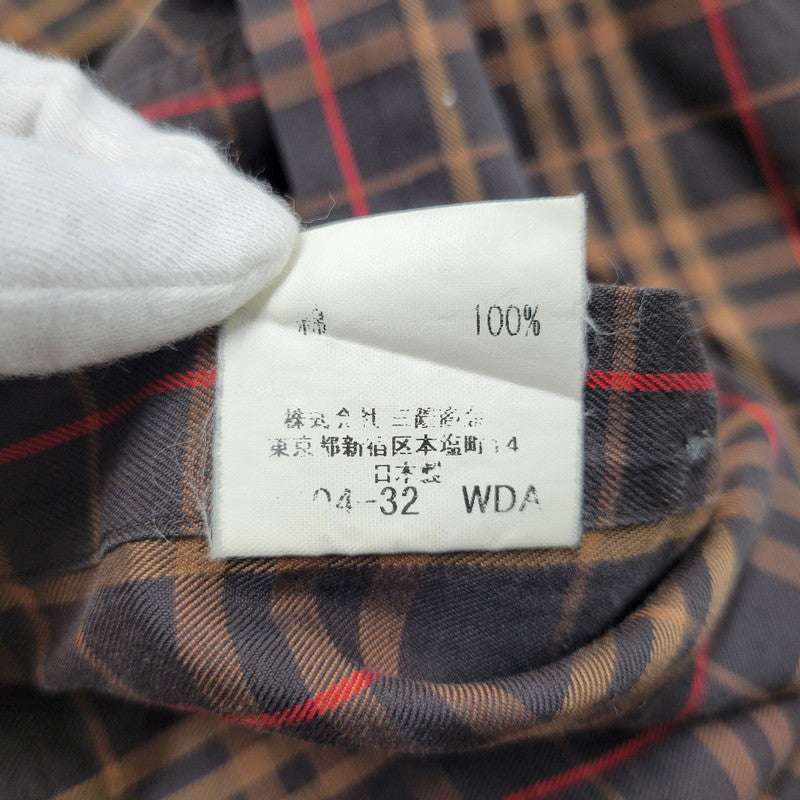 綿 100%
株式会社 三陽商会
東京都新宿区本塩町14
日本製
04-32 WDA